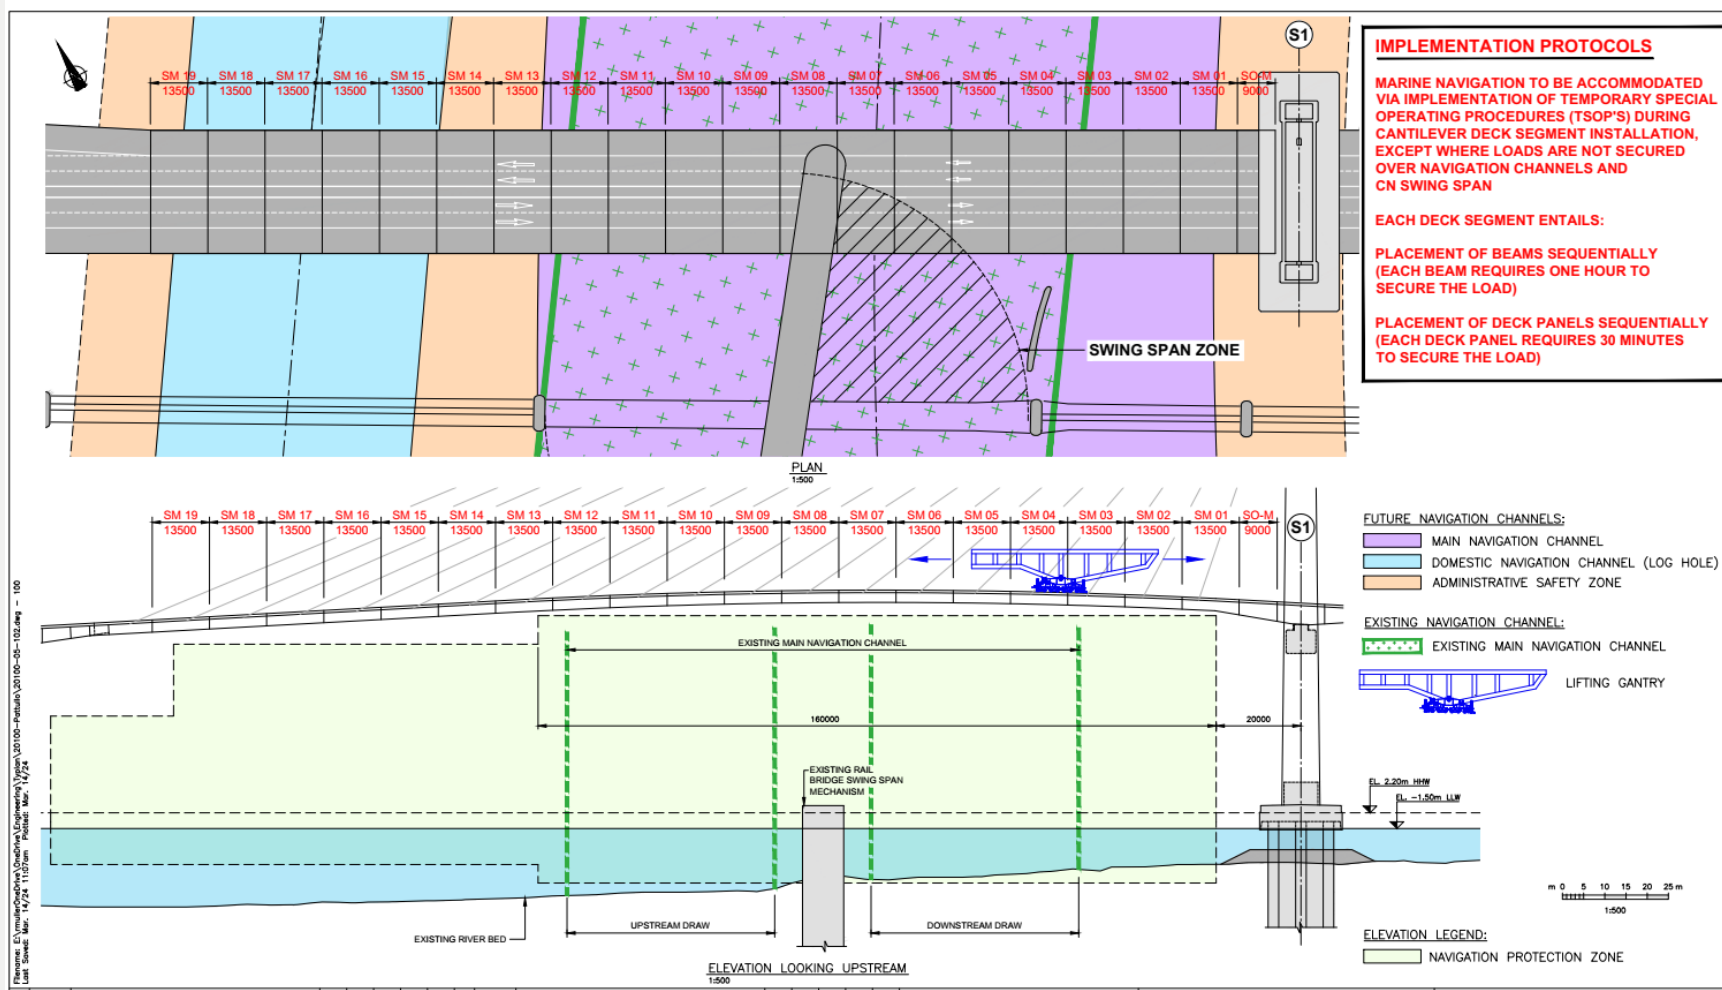 S1
SM 19 SM 18 SM 17 SM 16 SM 15 SM 14 SM 13 SM 12 SM 11 SM 10 SM 09 SM 08 SM 07 SM 06 SM 05 SM 04 SM 03 SM 02 SM 01 SO-M
13500 13500 13500 13500 13500 13500 13500 13500 13500 13500 13500 13500 13500 13500 13500 13500 13500 13500 13500 9000
SWING SPAN ZONE
PLAN
1:500
IMPLEMENTATION PROTOCOLS
MARINE NAVIGATION TO BE ACCOMMODATED
VIA IMPLEMENTATION OF TEMPORARY SPECIAL
OPERATING PROCEDURES (TSOP'S) DURING
CANTILEVER DECK SEGMENT INSTALLATION,
EXCEPT WHERE LOADS ARE NOT SECURED
OVER NAVIGATION CHANNELS AND
CN SWING SPAN
EACH DECK SEGMENT ENTAILS:
PLACEMENT OF BEAMS SEQUENTIALLY
(EACH BEAM REQUIRES ONE HOUR TO
SECURE THE LOAD)
PLACEMENT OF DECK PANELS SEQUENTIALLY
(EACH DECK PANEL REQUIRES 30 MINUTES
TO SECURE THE LOAD)
SM 19 SM 18 SM 17 SM 16 SM 15 SM 14 SM 13 SM 12 SM 11 SM 10 SM 09 SM 08 SM 07 SM 06 SM 05 SM 04 SM 03 SM 02 SM 01 SO-M
13500 13500 13500 13500 13500 13500 13500 13500 13500 13500 13500 13500 13500 13500 13500 13500 13500 13500 13500 9000
S1
EXISTING MAIN NAVIGATION CHANNEL
160000
20000
EXISTING RAIL
BRIDGE SWING SPAN
MECHANISM
EL. 2.20m HHW
EL. -1.50m LLW
UPSTREAM DRAW
DOWNSTREAM DRAW
EXISTING RIVER BED
ELEVATION LOOKING UPSTREAM
1:500
FUTURE NAVIGATION CHANNELS:
MAIN NAVIGATION CHANNEL
DOMESTIC NAVIGATION CHANNEL (LOG HOLE)
ADMINISTRATIVE SAFETY ZONE
EXISTING NAVIGATION CHANNEL:
EXISTING MAIN NAVIGATION CHANNEL
LIFTING GANTRY
m 0 5 10 15 20 25 m
1:500
ELEVATION LEGEND:
NAVIGATION PROTECTION ZONE
Last Saved: Mar. 14/24 11:07am Plotted: Mar. 14/24